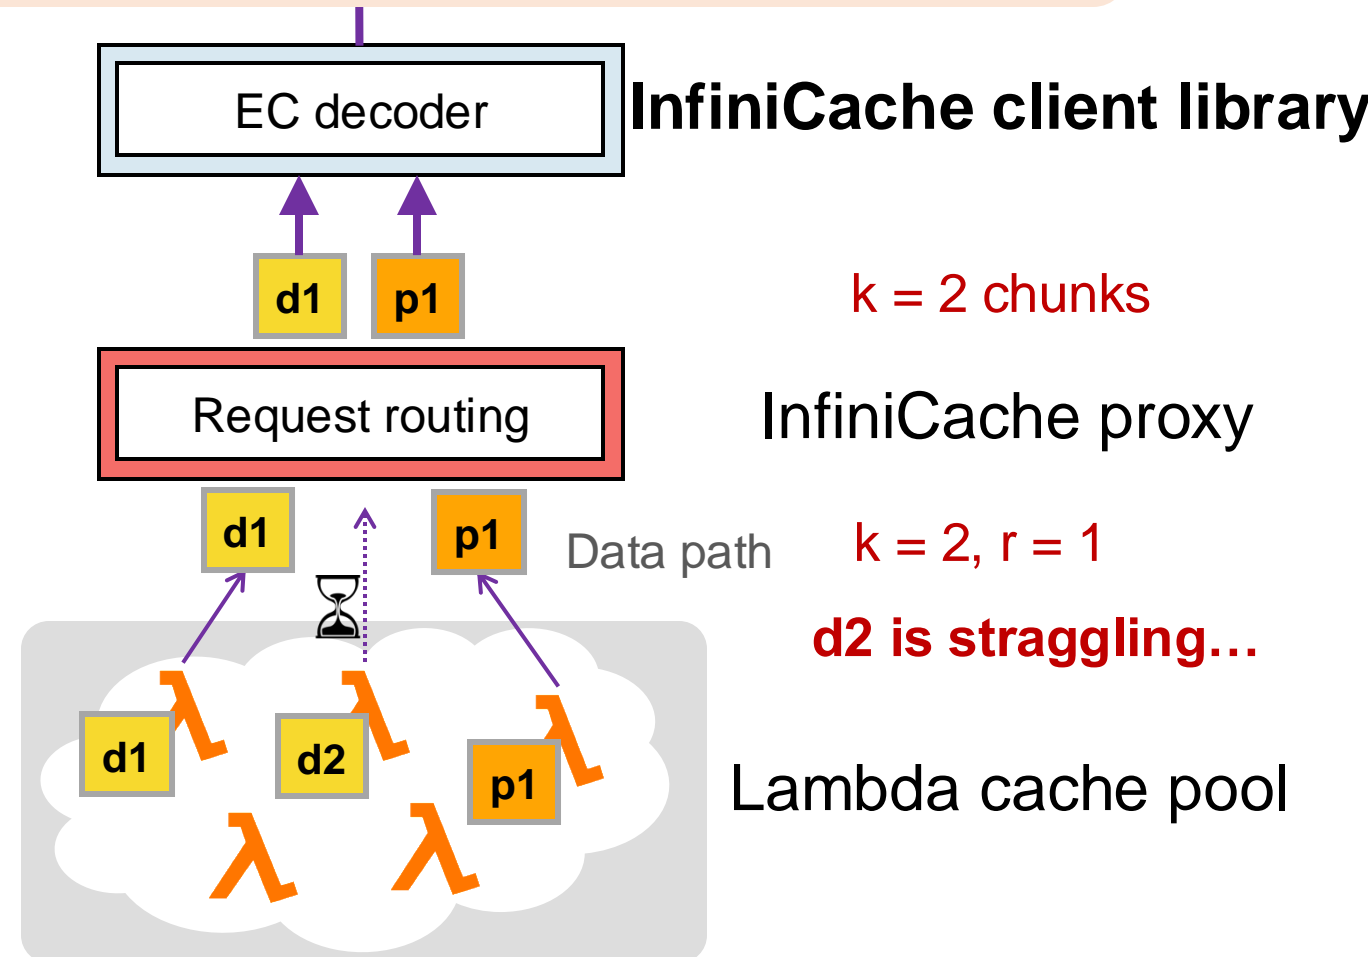 EC decoder
InfiniCache client library
d1
p1
k = 2 chunks
Request routing
InfiniCache proxy
d1
p1
Data path
k = 2, r = 1
d2 is straggling…
λ
λ
λ
d1
d2
p1
Lambda cache pool
λ
λ